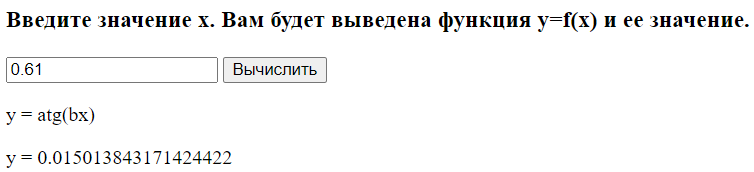 Введите значение x. Вам будет выведена функция y=f(x) и ее значение.
0.61 Вычислить
y = atg(bx)
y = 0.015013843171424422